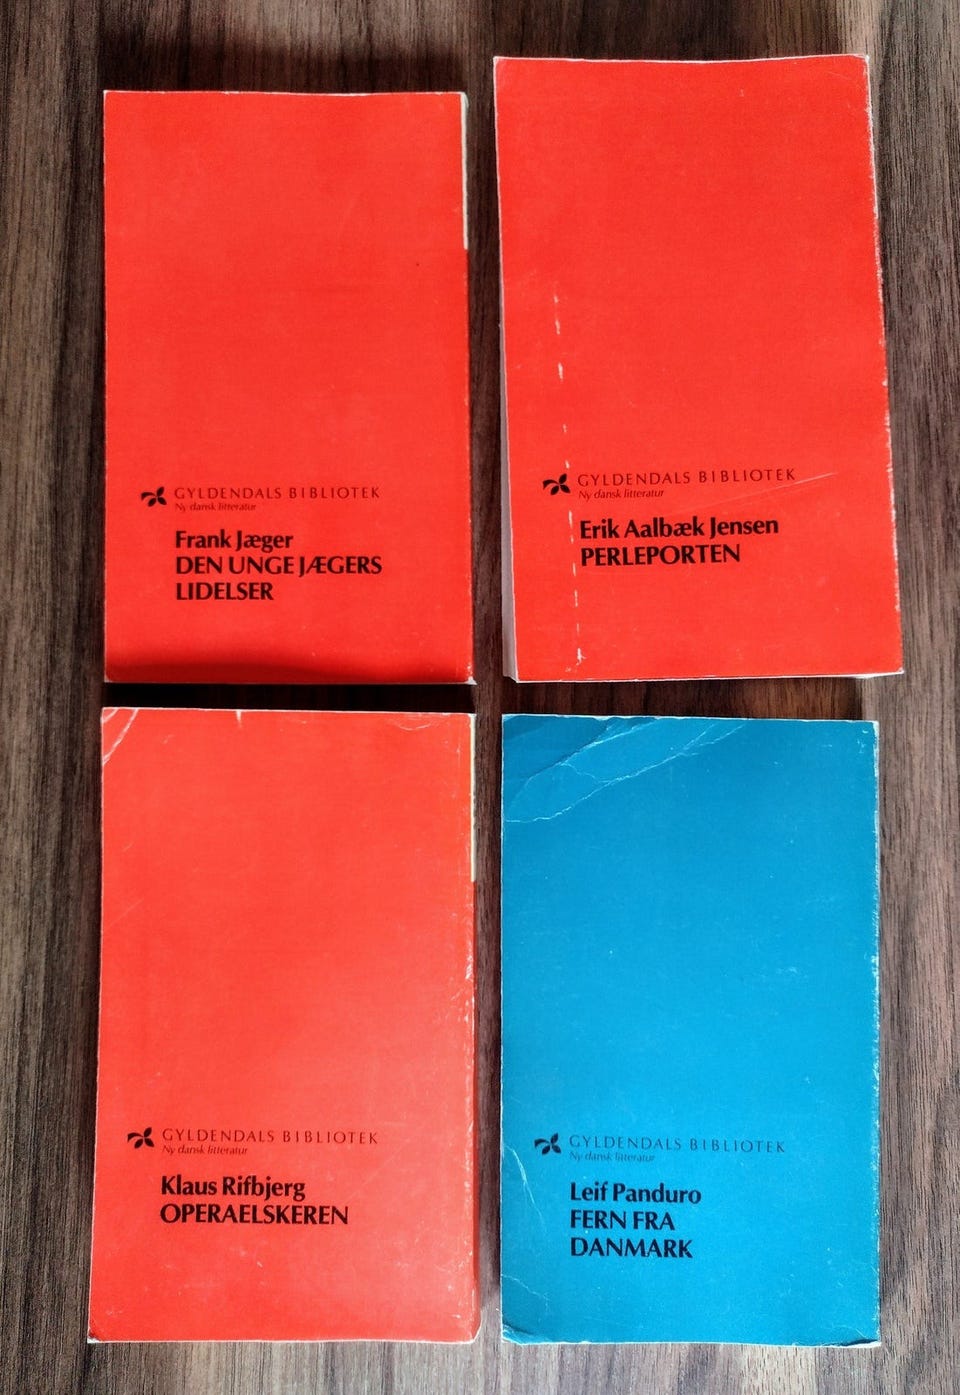 GYLDENDALS BIBLIOTEK
Ny dansk litteratur
Frank Jæger
DEN UNGE JÆGERS
LIDELSER
GYLDENDALS BIBLIOTEK
Ny dansk litteratur
Erik Aalbæk Jensen
PERLEPORTEN
GYLDENDALS BIBLIOTEK
Ny dansk litteratur
Klaus Rifbjerg
OPERAELSKEREN
GYLDENDALS BIBLIOTEK
Ny dansk litteratur
Leif Panduro
FERN FRA
DANMARK